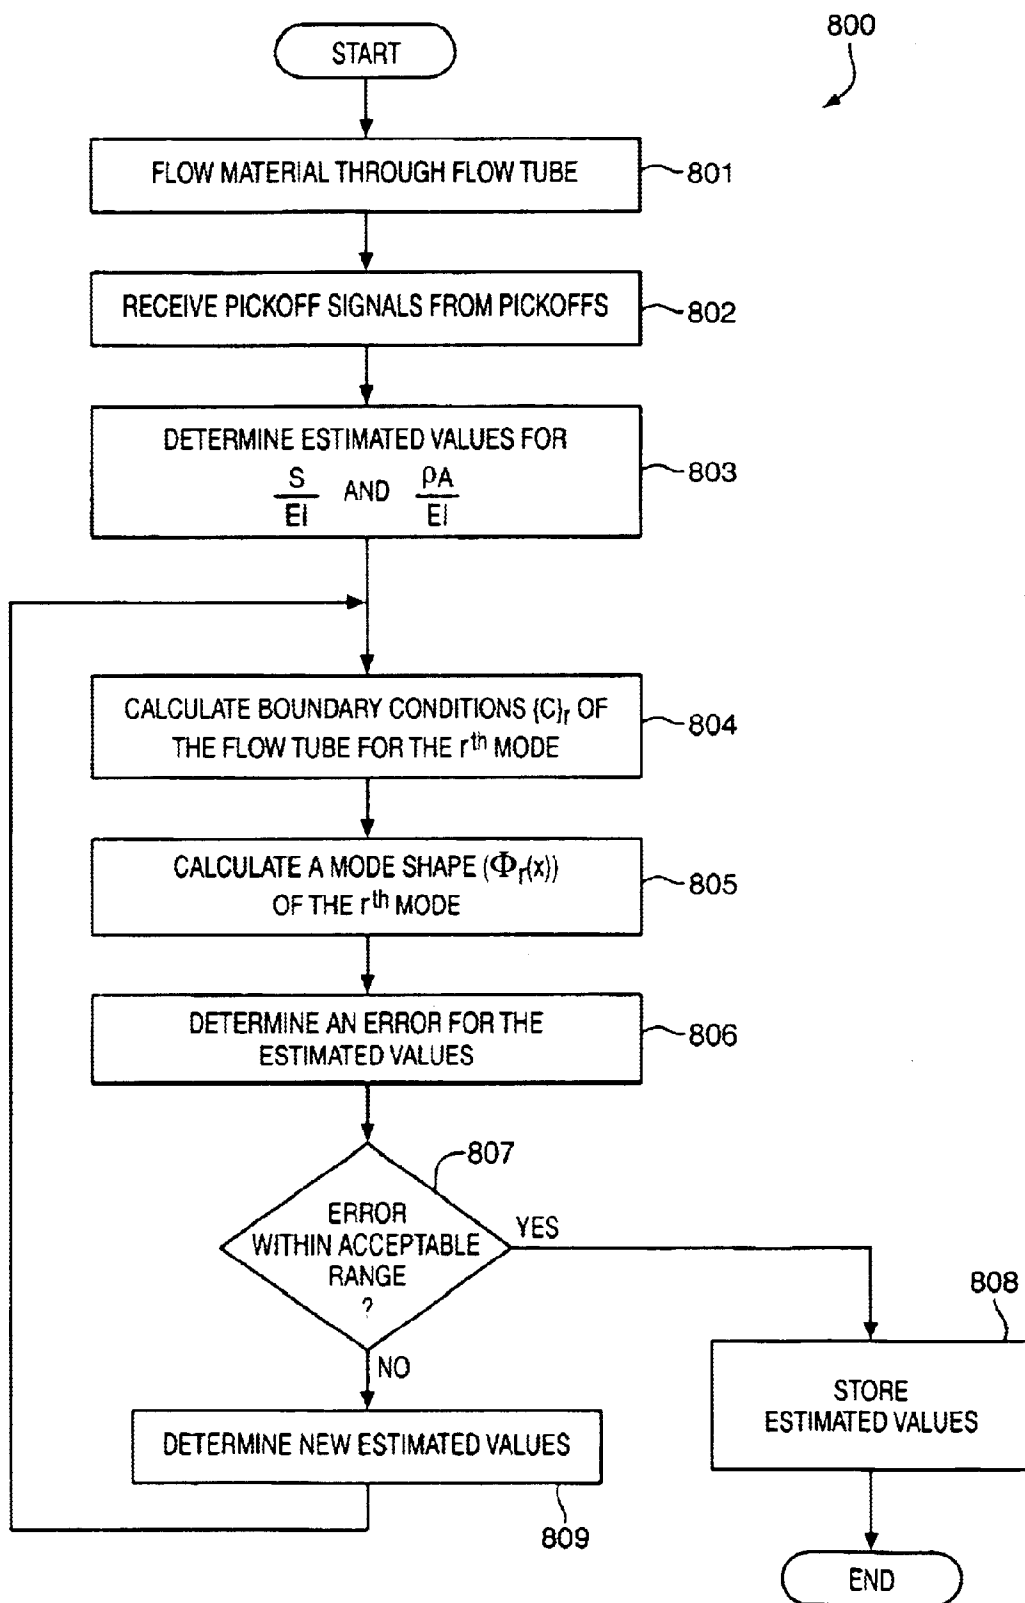 800
START
FLOW MATERIAL THROUGH FLOW TUBE
801
RECEIVE PICKOFF SIGNALS FROM PICKOFFS
802
DETERMINE ESTIMATED VALUES FOR
S/EI AND ρA/EI
803
CALCULATE BOUNDARY CONDITIONS {C}r OF
THE FLOW TUBE FOR THE rth MODE
804
CALCULATE A MODE SHAPE (Φr(x))
OF THE rth MODE
805
DETERMINE AN ERROR FOR THE
ESTIMATED VALUES
806
807
ERROR
WITHIN ACCEPTABLE
RANGE
?
YES
NO
808
STORE
ESTIMATED VALUES
DETERMINE NEW ESTIMATED VALUES
809
END